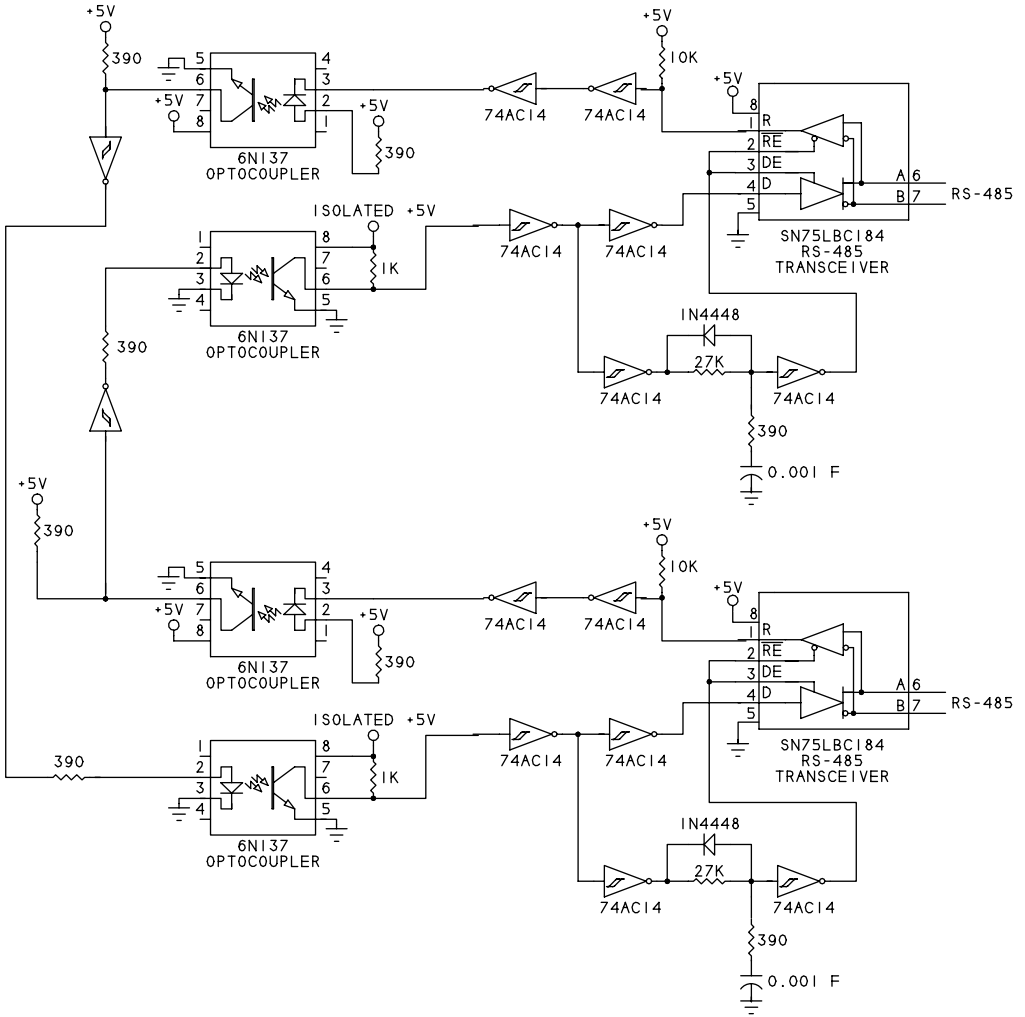 +5V
390
5
6
7
8
+5V
4
3
2
1
+5V
390
6N137
OPTOCOUPLER
74AC14
74AC14
+5V
10K
+5V
8
1 R
2 RE
3 DE
4 D
5
A 6
B 7
RS-485
SN75LBC184
RS-485
TRANSCEIVER
ISOLATED +5V
1
2
3
4
8
7
6
5
1K
6N137
OPTOCOUPLER
74AC14
74AC14
390
1N4448
27K
74AC14
74AC14
390
0.001 F
+5V
390
5
6
7
8
+5V
4
3
2
1
+5V
390
6N137
OPTOCOUPLER
74AC14
74AC14
+5V
10K
+5V
8
1 R
2 RE
3 DE
4 D
5
A 6
B 7
RS-485
SN75LBC184
RS-485
TRANSCEIVER
ISOLATED +5V
390
1
2
3
4
8
7
6
5
1K
6N137
OPTOCOUPLER
74AC14
74AC14
1N4448
27K
74AC14
74AC14
390
0.001 F